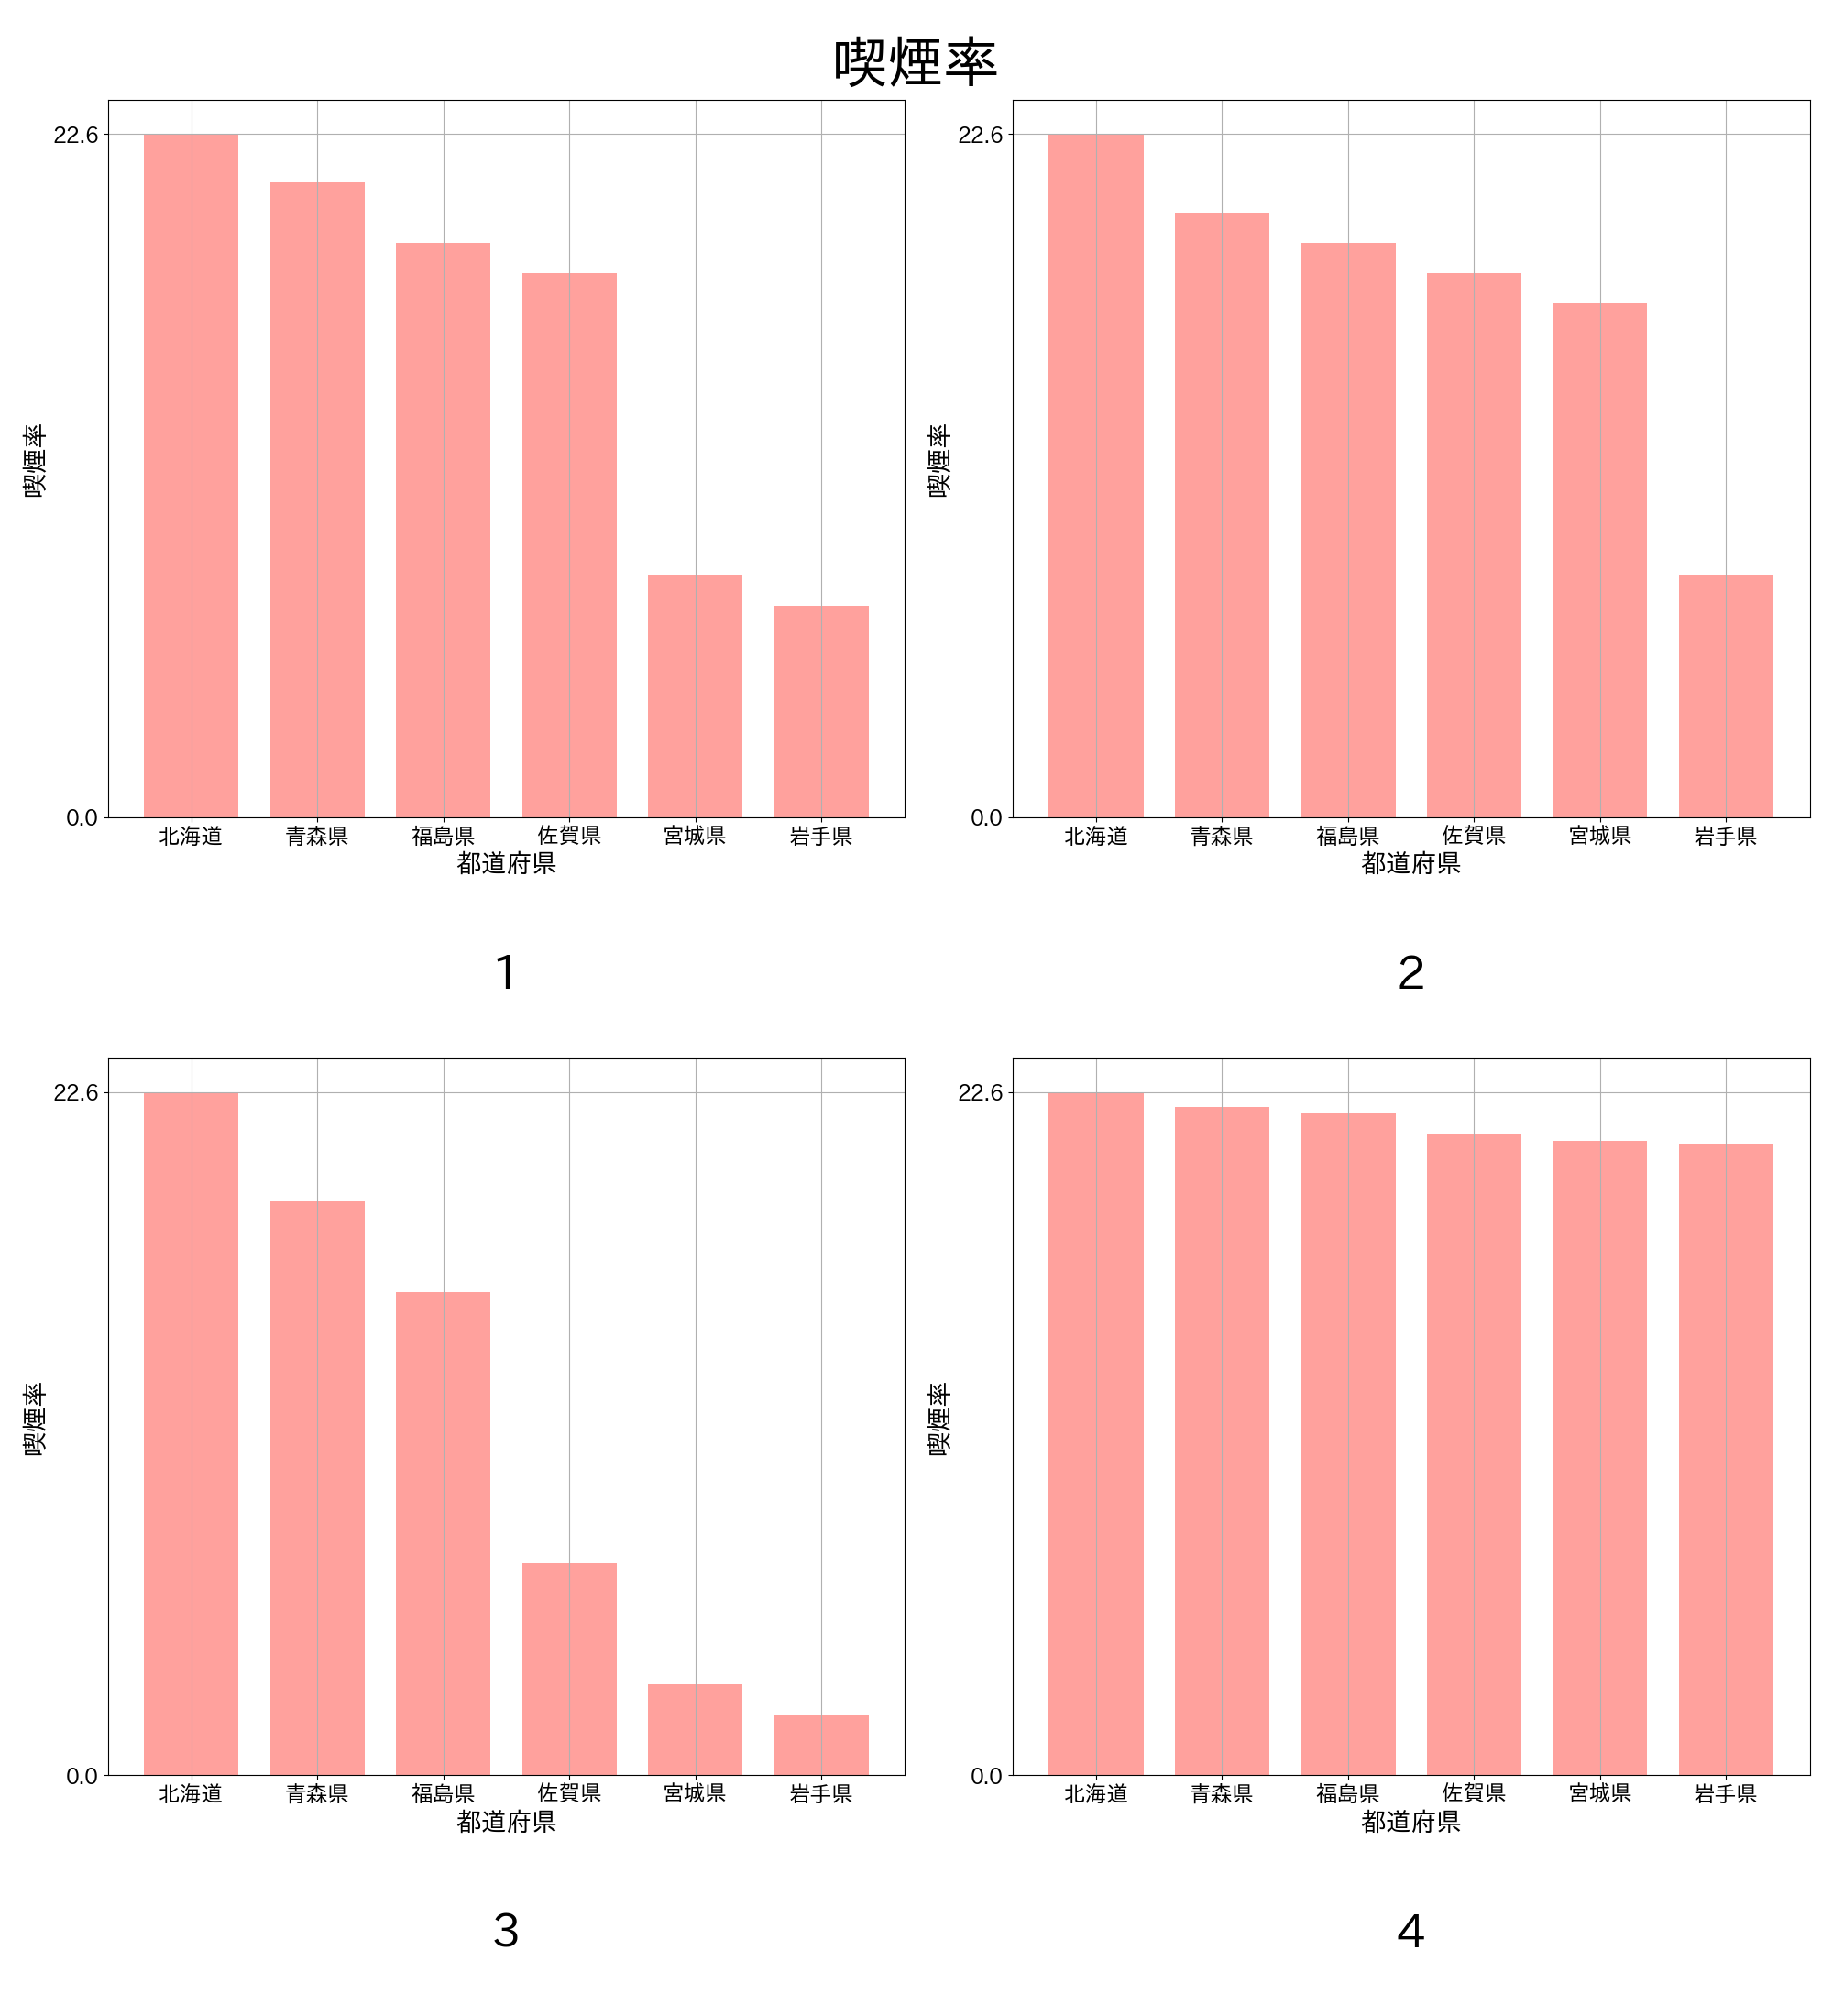 喫煙率
22.6
喫煙率
0.0
北海道 青森県 福島県 佐賀県 宮城県 岩手県
都道府県
1
22.6
喫煙率
0.0
北海道 青森県 福島県 佐賀県 宮城県 岩手県
都道府県
2
22.6
喫煙率
0.0
北海道 青森県 福島県 佐賀県 宮城県 岩手県
都道府県
3
22.6
喫煙率
0.0
北海道 青森県 福島県 佐賀県 宮城県 岩手県
都道府県
4